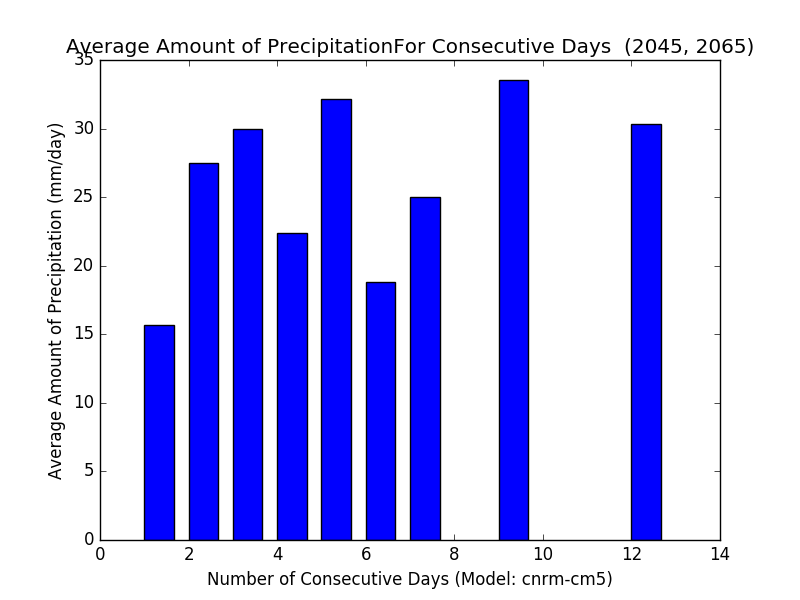 Average Amount of PrecipitationFor Consecutive Days  (2045, 2065)
Average Amount of Precipitation (mm/day)
35
30
25
20
15
10
5
0
0 2 4 6 8 10 12 14
Number of Consecutive Days (Model: cnrm-cm5)